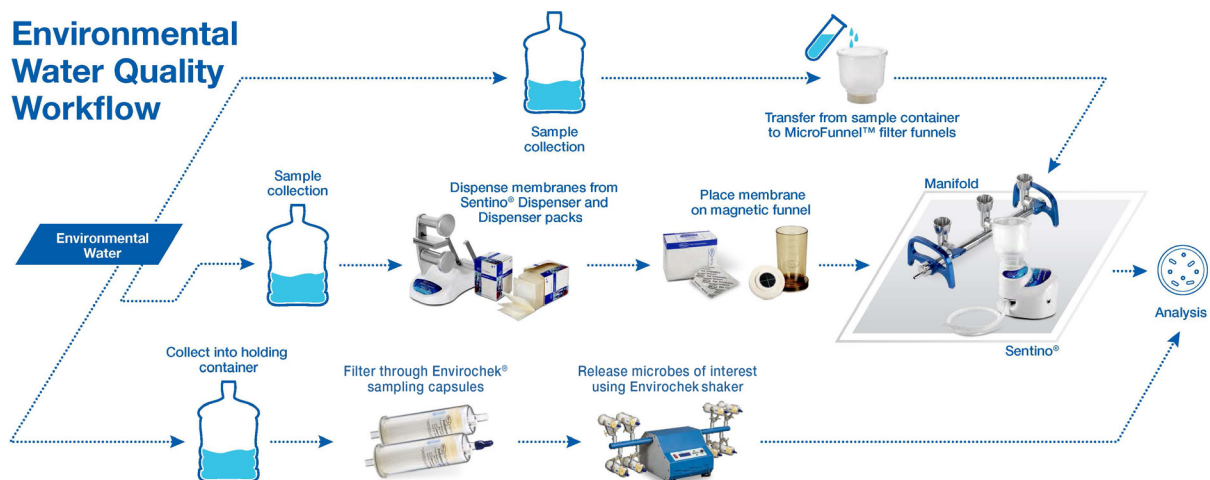 Environmental
Water Quality
Workflow
Sample
collection
Transfer from sample container
to MicroFunnel™ filter funnels
Sample
collection
Dispense membranes from
Sentino® Dispenser and
Dispenser packs
Place membrane
on magnetic funnel
Manifold
Environmental
Water
Analysis
Sentino®
Collect into holding
container
Filter through Envirochek®
sampling capsules
Release microbes of interest
using Envirochek shaker